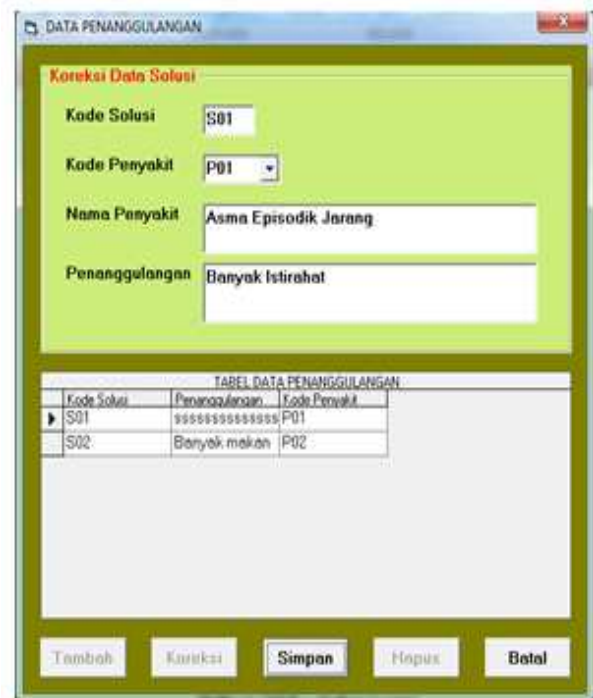 DATA PENANGGULANGAN
Koreksi Data Solusi
Kode Solusi S01
Kode Penyakit P01
Nama Penyakit Asma Episodik Jarang
Penanggulangan Banyak Istirahat
TABEL DATA PENANGGULANGAN
Kode Solusi Penanggulangan Kode Penyakit
S01 ssssssssssssss P01
S02 Banyak makan P02
Tambah Koreksi Simpan Hapus Batal